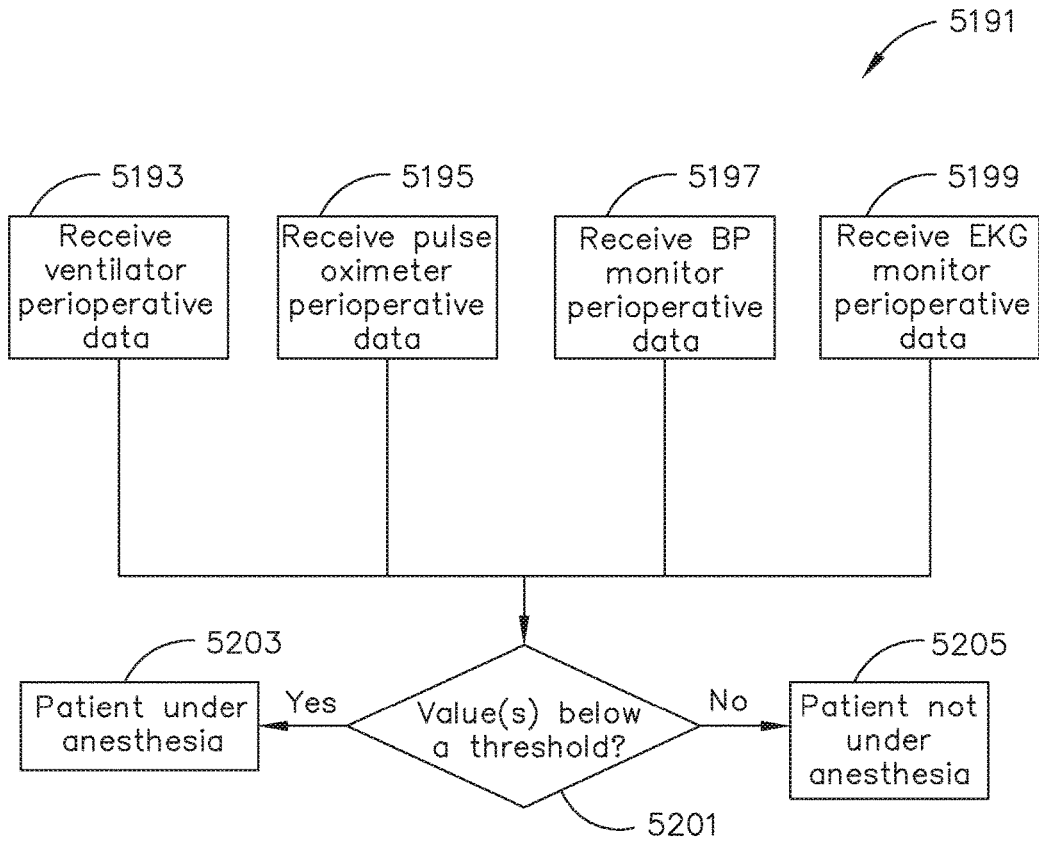 5191
5193
5195
5197
5199
Receive
ventilator
perioperative
data
Receive pulse
oximeter
perioperative
data
Receive BP
monitor
perioperative
data
Receive EKG
monitor
perioperative
data
5203
5205
Patient under
anesthesia
Yes
Value(s) below
a threshold?
No
Patient not
under
anesthesia
5201